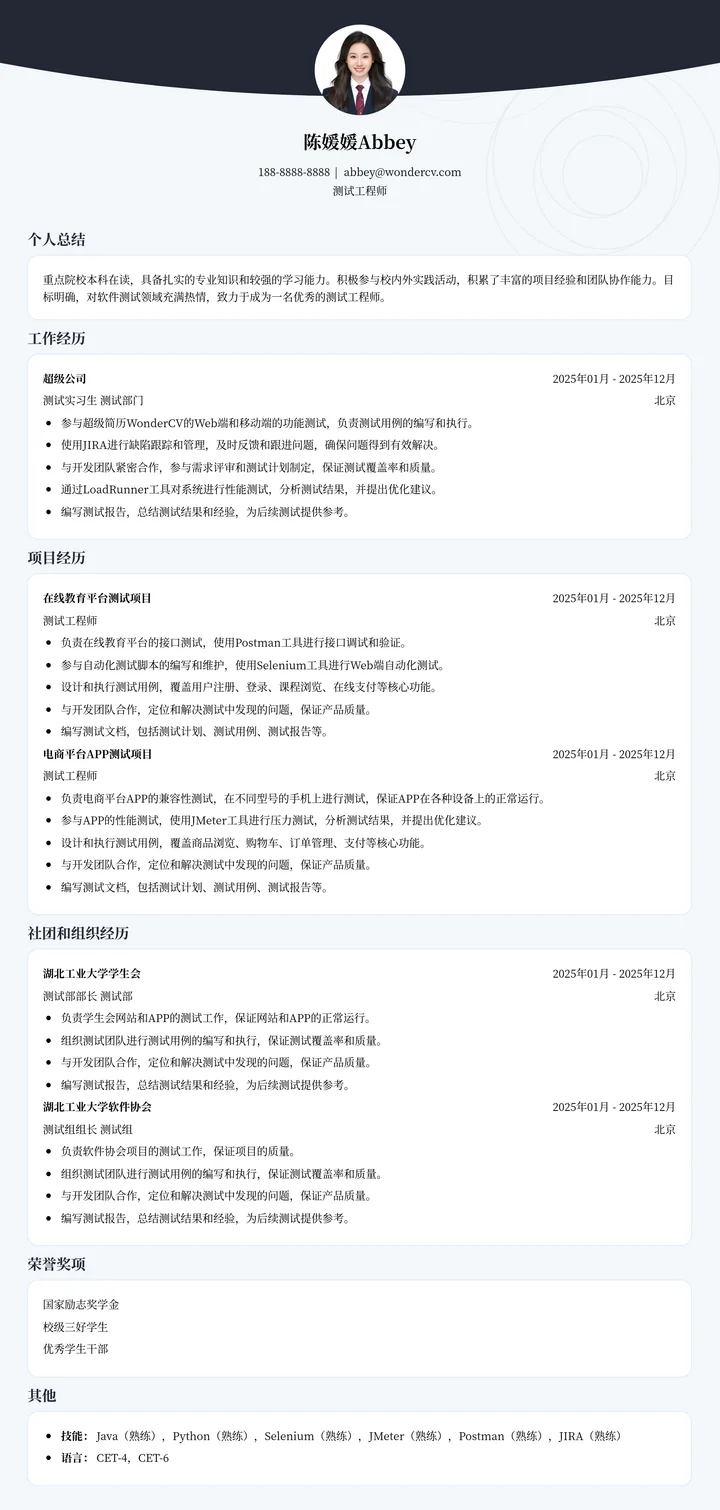 陈媛媛Abbey
188-8888-8888 | abbey@wondercv.com
测试工程师
个人总结
重点院校本科在读，具备扎实的专业知识和较强的学习能力。积极参与校内外实践活动，积累了丰富的项目经验和团队协作能力。目
标明确，对软件测试领域充满热情，致力于成为一名优秀的测试工程师。
工作经历
超级公司 2025年01月 - 2025年12月
测试实习生 测试部门 北京
• 参与超级简历WonderCV的Web端和移动端的功能测试，负责测试用例的编写和执行。
• 使用JIRA进行缺陷跟踪和管理，及时反馈和跟进问题，确保问题得到有效解决。
• 与开发团队紧密合作，参与需求评审和测试计划制定，保证测试覆盖率和质量。
• 通过LoadRunner工具对系统进行性能测试，分析测试结果，并提出优化建议。
• 编写测试报告，总结测试结果和经验，为后续测试提供参考。
项目经历
在线教育平台测试项目 2025年01月 - 2025年12月
测试工程师 北京
• 负责在线教育平台的接口测试，使用Postman工具进行接口调试和验证。
• 参与自动化测试脚本的编写和维护，使用Selenium工具进行Web端自动化测试。
• 设计和执行测试用例，覆盖用户注册、登录、课程浏览、在线支付等核心功能。
• 与开发团队合作，定位和解决测试中发现的问题，保证产品质量。
• 编写测试文档，包括测试计划、测试用例、测试报告等。
电商平台APP测试项目 2025年01月 - 2025年12月
测试工程师 北京
• 负责电商平台APP的兼容性测试，在不同型号的手机上进行测试，保证APP在各种设备上的正常运行。
• 参与APP的性能测试，使用JMeter工具进行压力测试，分析测试结果，并提出优化建议。
• 设计和执行测试用例，覆盖商品浏览、购物车、订单管理、支付等核心功能。
• 与开发团队合作，定位和解决测试中发现的问题，保证产品质量。
• 编写测试文档，包括测试计划、测试用例、测试报告等。
社团和组织经历
湖北工业大学学生会 2025年01月 - 2025年12月
测试部部长 测试部 北京
• 负责学生会网站和APP的测试工作，保证网站和APP的正常运行。
• 组织测试团队进行测试用例的编写和执行，保证测试覆盖率和质量。
• 与开发团队合作，定位和解决测试中发现的问题，保证产品质量。
• 编写测试报告，总结测试结果和经验，为后续测试提供参考。
湖北工业大学软件协会 2025年01月 - 2025年12月
测试组组长 测试组 北京
• 负责软件协会项目的测试工作，保证项目的质量。
• 组织测试团队进行测试用例的编写和执行，保证测试覆盖率和质量。
• 与开发团队合作，定位和解决测试中发现的问题，保证产品质量。
• 编写测试报告，总结测试结果和经验，为后续测试提供参考。
荣誉奖项
国家励志奖学金
校级三好学生
优秀学生干部
其他
• 技能： Java（熟练），Python（熟练），Selenium（熟练），JMeter（熟练），Postman（熟练），JIRA（熟练）
• 语言： CET-4，CET-6